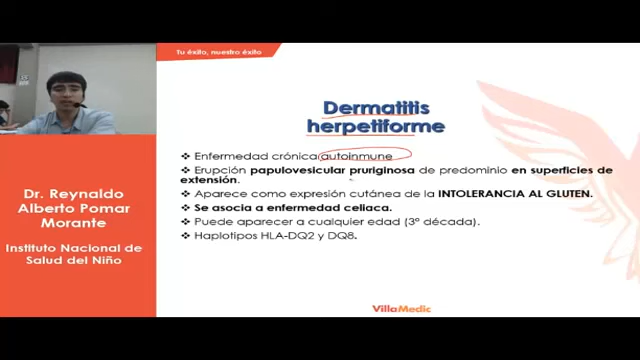 Tu éxito, nuestro éxito
Dermatitis
herpetiforme
❖ Enfermedad crónica autoinmune
❖ Erupción papulovesicular pruriginosa de predominio en superficies de
extensión.
❖ Aparece como expresión cutánea de la INTOLERANCIA AL GLUTEN.
❖ Se asocia a enfermedad celiaca.
❖ Puede aparecer a cualquier edad (3° década).
❖ Haplotipos HLA-DQ2 y DQ8.
Dr. Reynaldo
Alberto Pomar
Morante
Instituto Nacional de
Salud del Niño
VillaMedic